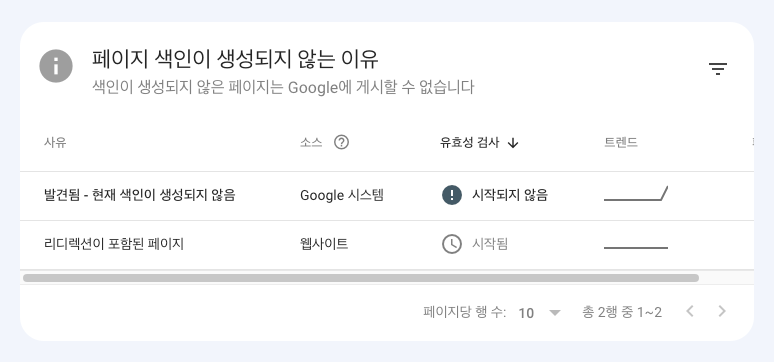 페이지 색인이 생성되지 않는 이유
색인이 생성되지 않은 페이지는 Google에 게시할 수 없습니다
사유 소스 유효성 검사 트렌드
발견됨 - 현재 색인이 생성되지 않음 Google 시스템 시작되지 않음
리디렉션이 포함된 페이지 웹사이트 시작됨
페이지당 행 수: 10 총 2행 중 1~2